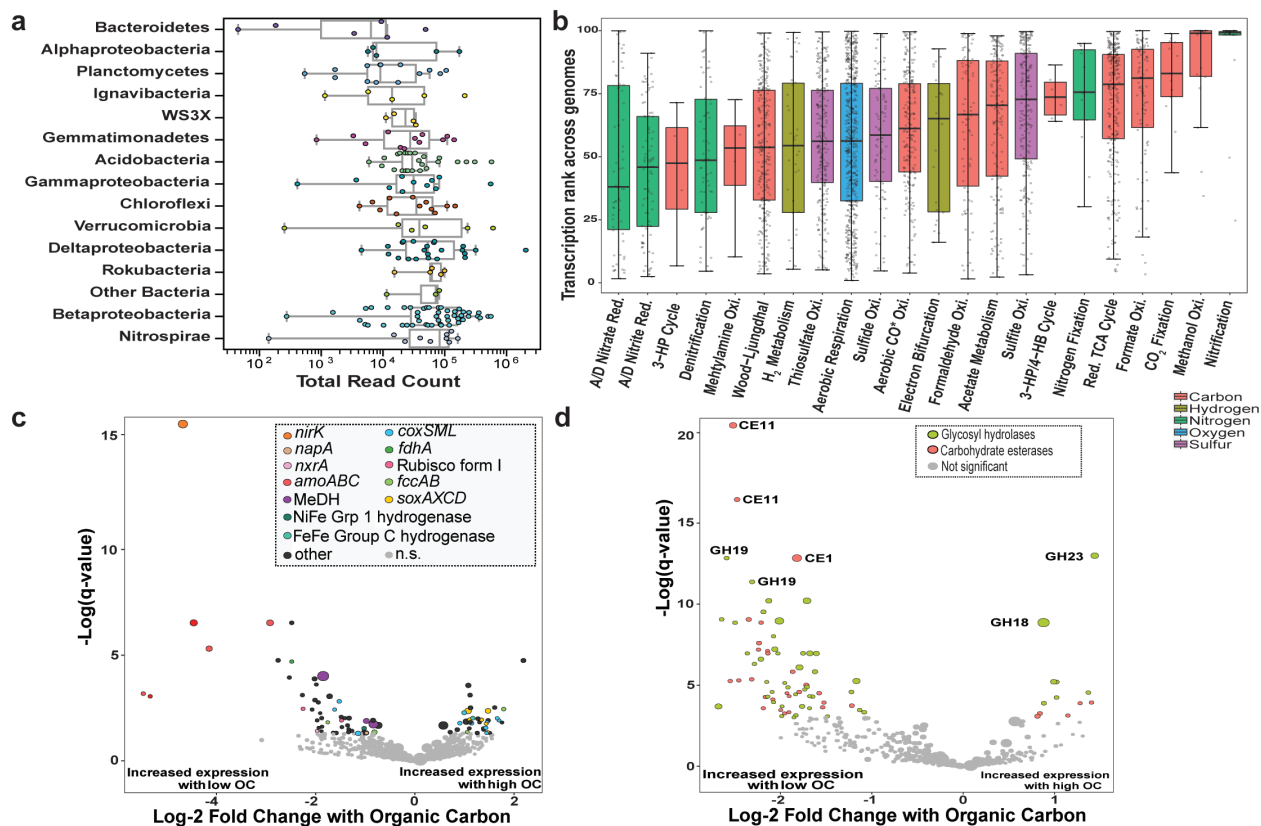 a
Bacteroidetes
Alphaproteobacteria
Planctomycetes
Ignavibacteria
WS3X
Gemmatimonadetes
Acidobacteria
Gammaproteobacteria
Chloroflexi
Verrucomicrobia
Deltaproteobacteria
Rokubacteria
Other Bacteria
Betaproteobacteria
Nitrospirae
10² 10³ 10⁴ 10⁵ 10⁶
Total Read Count
b
Transcription rank across genomes
100
75
50
25
0
A/D Nitrate Red.
A/D Nitrite Red.
3-HP Cycle
Denitrification
Mehtylamine Oxi.
Wood-Ljungdhal
H₂ Metabolism
Thiosulfate Oxi.
Aerobic Respiration
Sulfide Oxi.
Aerobic CO* Oxi.
Electron Bifurcation
Formaldehyde Oxi.
Acetate Metabolism
Sulfite Oxi.
3-HP/4-HB Cycle
Nitrogen Fixation
Red. TCA Cycle
Formate Oxi.
CO₂ Fixation
Methanol Oxi.
Nitrification
Carbon
Hydrogen
Nitrogen
Oxygen
Sulfur
c
-Log(q-value)
15
10
5
0
nirK coxSML
napA fdhA
nxrA Rubisco form I
amoABC fccAB
MeDH soxAXCD
NiFe Grp 1 hydrogenase
FeFe Group C hydrogenase
other n.s.
Increased expression
with low OC
Increased expression
with high OC
-4 -2 0 2
Log-2 Fold Change with Organic Carbon
d
-Log(q-value)
20
15
10
5
0
Glycosyl hydrolases
Carbohydrate esterases
Not significant
CE11
CE11
GH19
CE1
GH23
GH19
GH18
Increased expression
with low OC
Increased expression
with high OC
-2 -1 0 1
Log-2 Fold Change with Organic Carbon